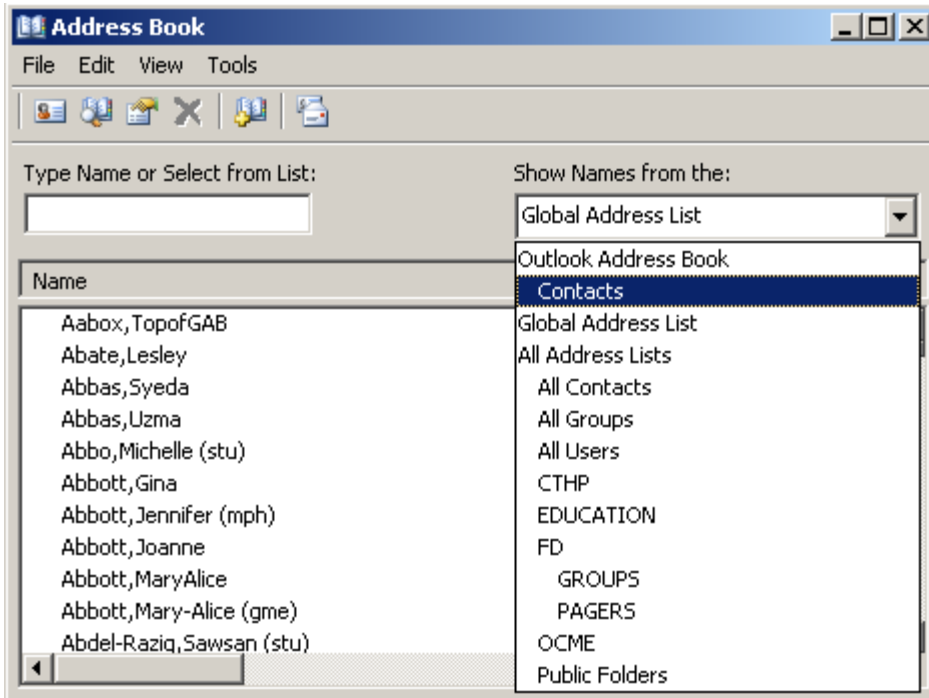 Address Book
File Edit View Tools
Type Name or Select from List:
Show Names from the:
Global Address List
Name
Outlook Address Book
Contacts
Global Address List
All Address Lists
All Contacts
All Groups
All Users
CTHP
EDUCATION
FD
GROUPS
PAGERS
OCME
Public Folders
Aabox,TopofGAB
Abate,Lesley
Abbas,Syeda
Abbas,Uzma
Abbo,Michelle (stu)
Abbott,Gina
Abbott,Jennifer (mph)
Abbott,Joanne
Abbott,MaryAlice
Abbott,Mary-Alice (gme)
Abdel-Raziq,Sawsan (stu)